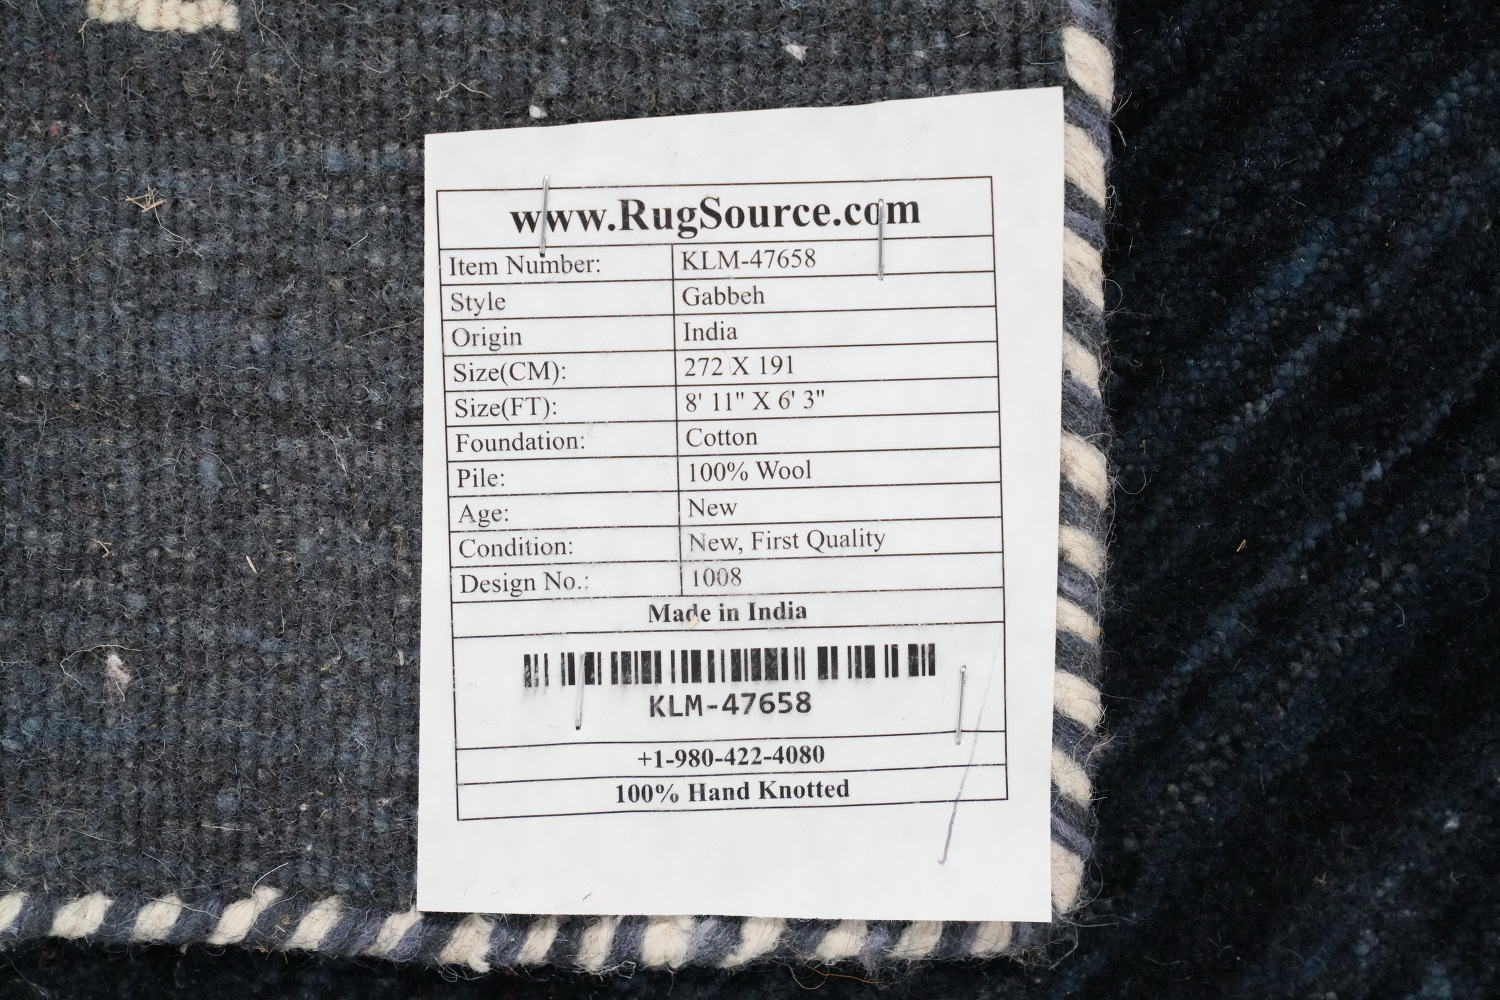 www.RugSource.com
Item Number: KLM-47658
Style Gabbeh
Origin India
Size(CM): 272 X 191
Size(FT): 8' 11" X 6' 3"
Foundation: Cotton
Pile: 100% Wool
Age: New
Condition: New, First Quality
Design No.: 1008
Made in India
KLM-47658
+1-980-422-4080
100% Hand Knotted